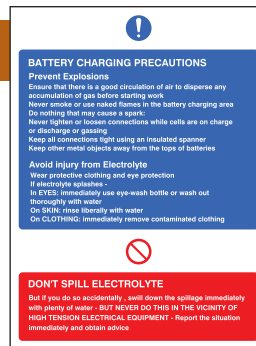 BATTERY CHARGING PRECAUTIONS
Prevent Explosions
Ensure that there is a good circulation of air to disperse any
accumulation of gas before starting work
Never smoke or use naked flames in the battery charging area
Do nothing that may cause a spark:
Never tighten or loosen connections while cells are on charge
or discharge or gassing
Keep all connections tight using an insulated spanner
Keep other metal objects away from the tops of batteries
Avoid injury from Electrolyte
Wear protective clothing and eye protection
If electrolyte splashes -
In EYES: immediately use eye-wash bottle or wash out
thoroughly with water
On SKIN: rinse liberally with water
On CLOTHING: immediately remove contaminated clothing
DON'T SPILL ELECTROLYTE
But if you do so accidentally , swill down the spillage immediately
with plenty of water - BUT NEVER DO THIS IN THE VICINITY OF
HIGH TENSION ELECTRICAL EQUIPMENT - Report the situation
immediately and obtain advice